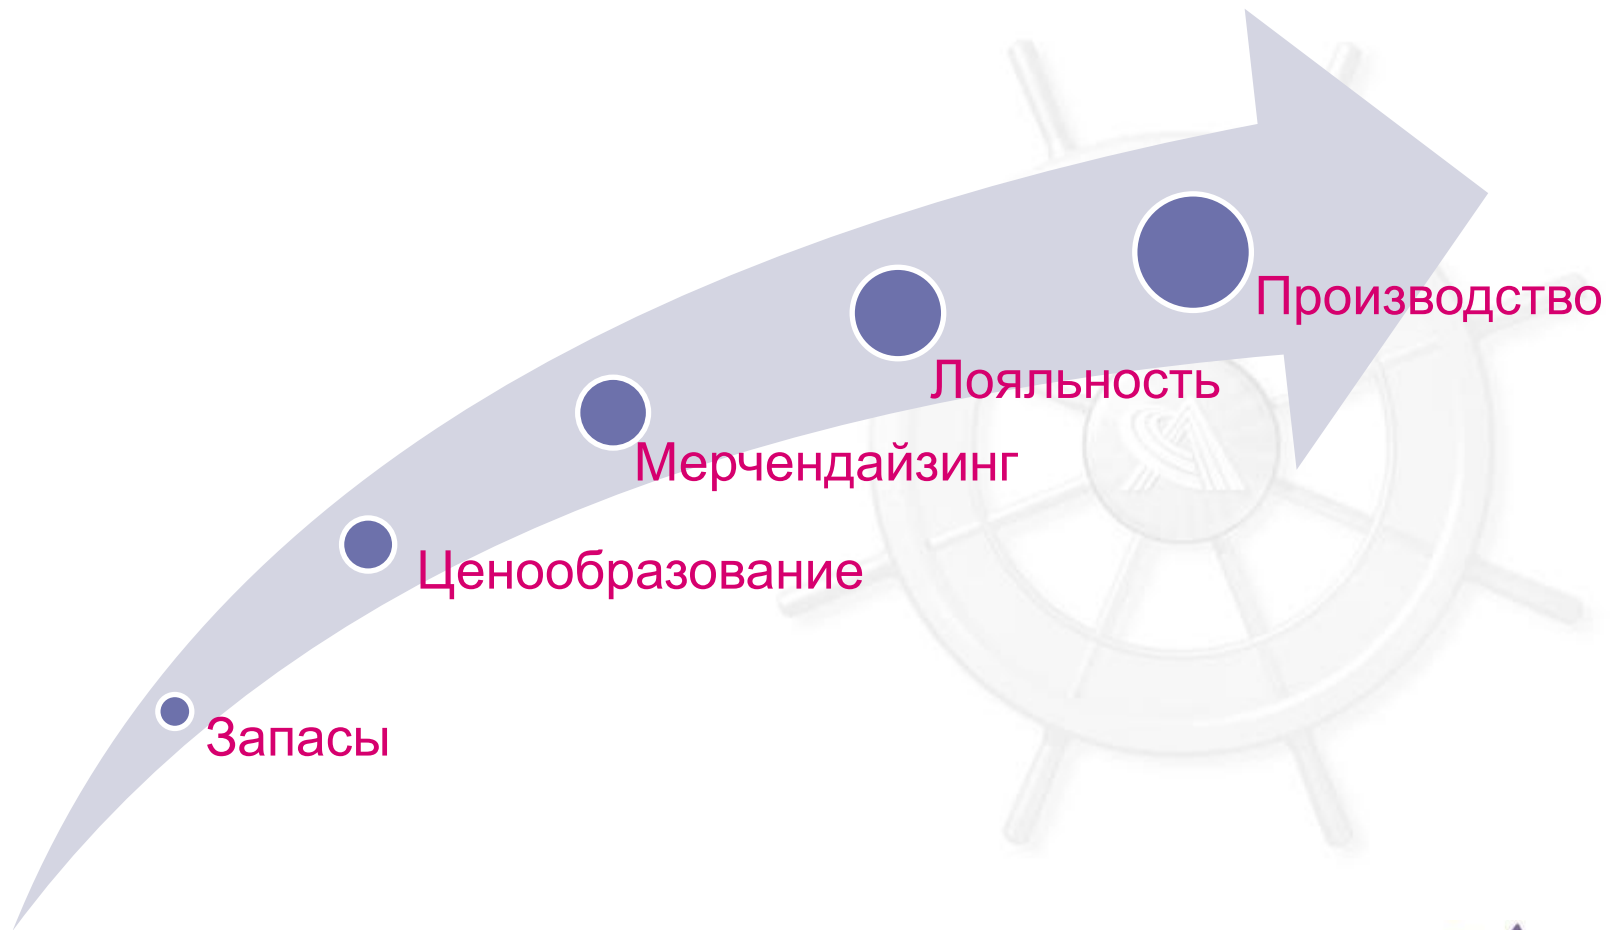 Производство
Лояльность
Мерчендайзинг
Ценообразование
Запасы